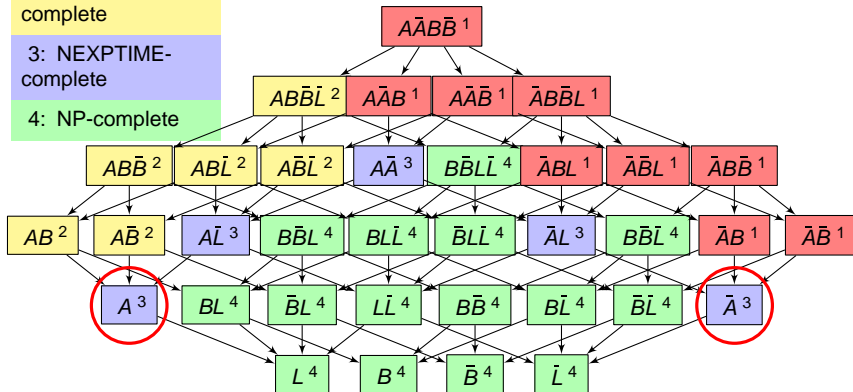 complete
3: NEXPTIME-
complete
4: NP-complete
AĀBB̄ 1
ABB̄L̄ 2
AĀB 1
AĀB̄ 1
ĀBB̄L 1
ABB̄ 2
ABL̄ 2
AB̄L̄ 2
AĀ 3
BB̄LL̄ 4
ĀBL 1
ĀB̄L 1
ĀBB̄ 1
AB 2
AB̄ 2
AL̄ 3
BB̄L 4
BLL̄ 4
B̄LL̄ 4
ĀL 3
BB̄L̄ 4
ĀB 1
ĀB̄ 1
A 3
BL 4
B̄L 4
LL̄ 4
BB̄ 4
BL̄ 4
B̄L̄ 4
Ā 3
L 4
B 4
B̄ 4
L̄ 4